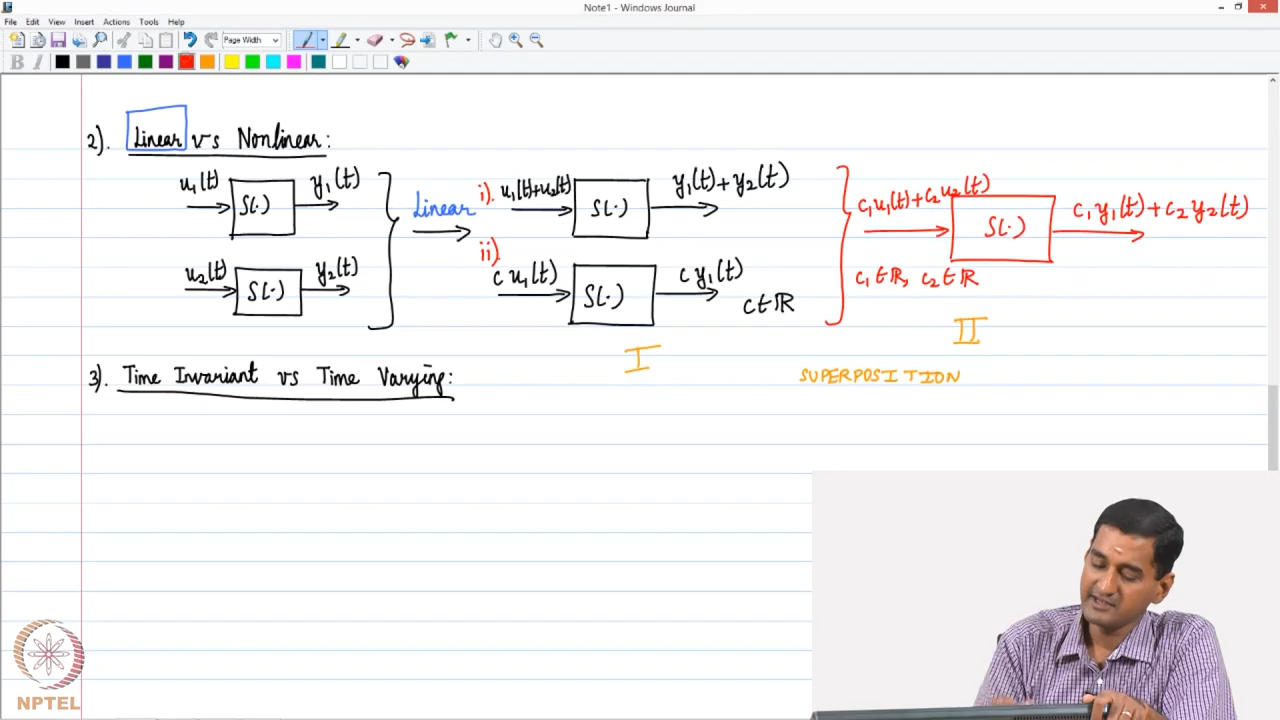 Note1 - Windows Journal
File Edit View Insert Actions Tools Help
Page Width
B I
2). Linear vs Nonlinear:
u₁(t) S(.) y₁(t)
u₂(t) S(.) y₂(t)
Linear
i). u₁(t)+u₂(t) S(.) y₁(t)+y₂(t)
ii). c u₁(t) S(.) c y₁(t)
c∈ℝ
I
c₁u₁(t)+c₂u₂(t) S(.) c₁y₁(t)+c₂y₂(t)
c₁∈ℝ, c₂∈ℝ
II
SUPERPOSITION
3). Time Invariant vs Time Varying:
NPTEL